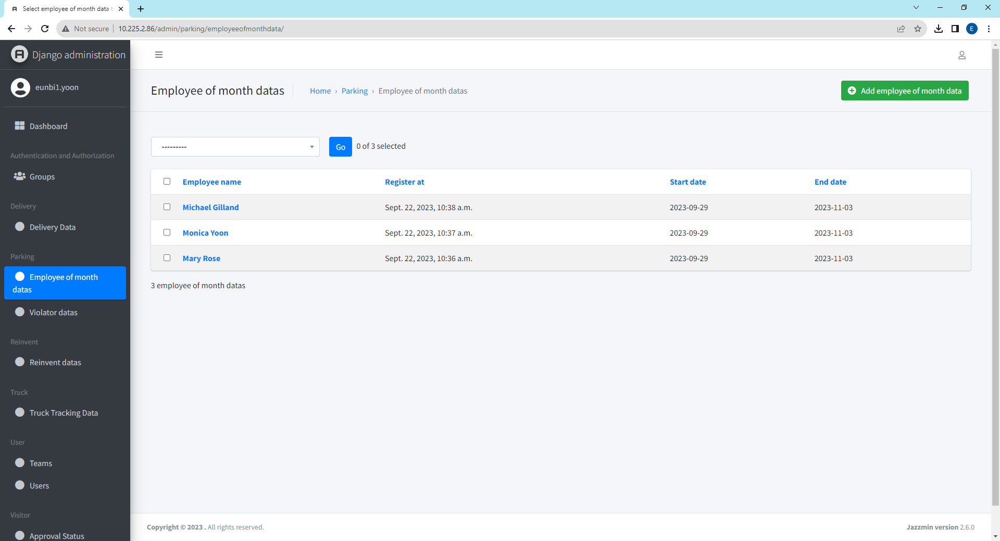 Select employee of month data t
Not secure
10.225.2.86/admin/parking/employeeofmonthdata/
E
Django administration
eunbi1.yoon
Dashboard
Authentication and Authorization
Groups
Delivery
Delivery Data
Parking
Employee of month
datas
Violator datas
Reinvent
Reinvent datas
Truck
Truck Tracking Data
User
Teams
Users
Visitor
Approval Status
Employee of month datas
Home › Parking › Employee of month datas
Add employee of month data
---------
Go
0 of 3 selected
Employee name Register at Start date End date
Michael Gilland Sept. 22, 2023, 10:38 a.m. 2023-09-29 2023-11-03
Monica Yoon Sept. 22, 2023, 10:37 a.m. 2023-09-29 2023-11-03
Mary Rose Sept. 22, 2023, 10:36 a.m. 2023-09-29 2023-11-03
3 employee of month datas
Copyright © 2023 . All rights reserved.
Jazzmin version 2.6.0